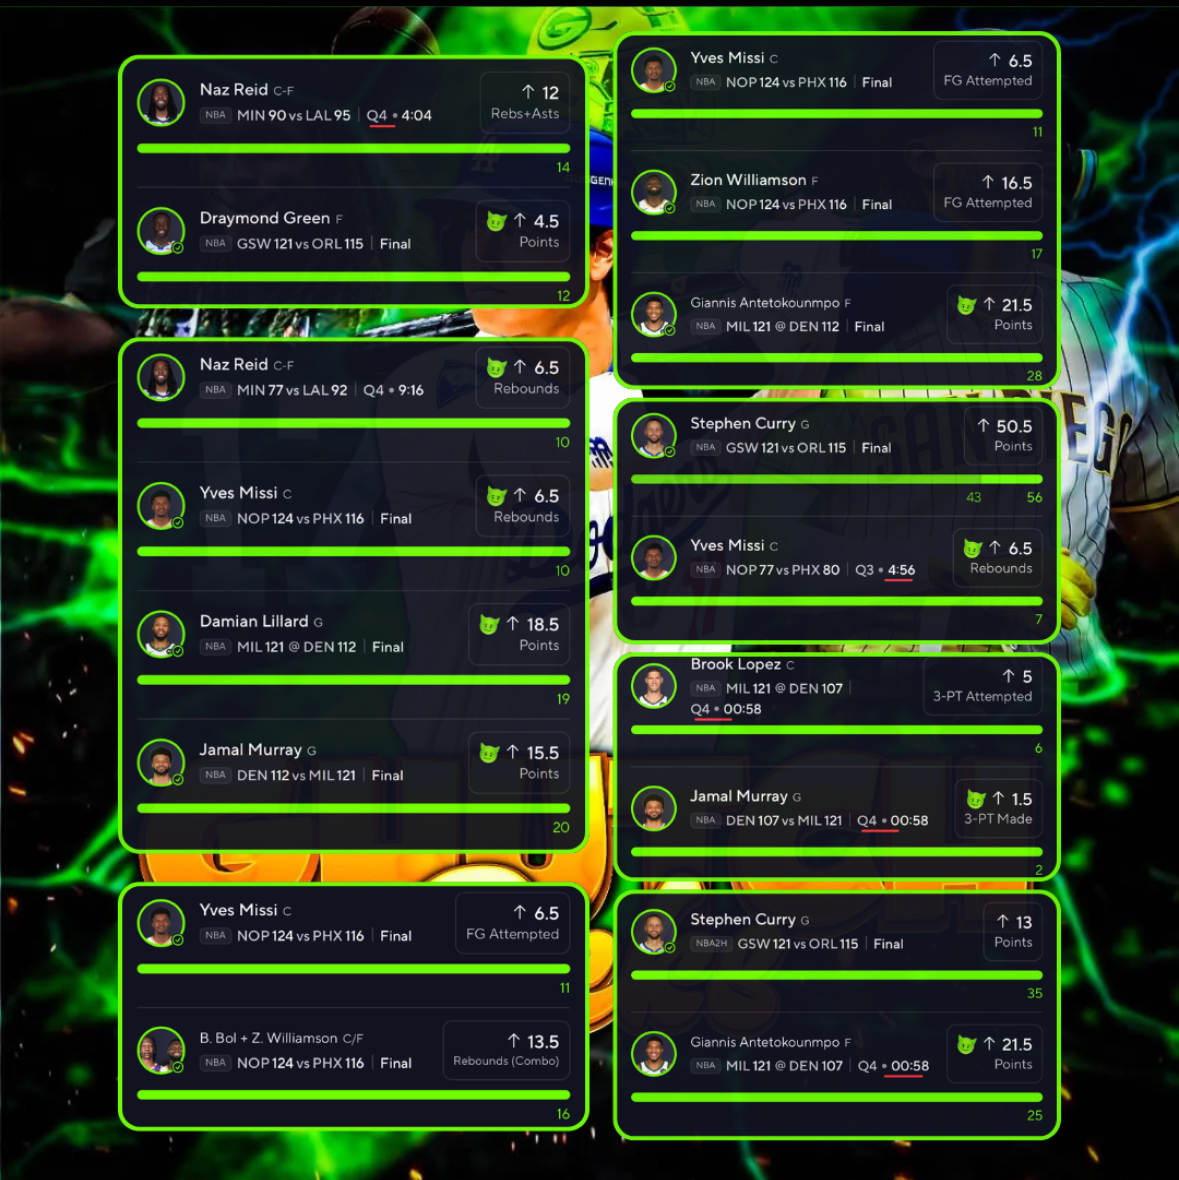 Naz Reid C-F
↑ 12
NBA MIN 90 vs LAL 95 | Q4 • 4:04
Rebs+Asts
14
Draymond Green F
↑ 4.5
NBA GSW 121 vs ORL 115 | Final
Points
12
Naz Reid C-F
↑ 6.5
NBA MIN 77 vs LAL 92 | Q4 • 9:16
Rebounds
10
Yves Missi C
↑ 6.5
NBA NOP 124 vs PHX 116 | Final
Rebounds
10
Damian Lillard G
↑ 18.5
NBA MIL 121 @ DEN 112 | Final
Points
19
Jamal Murray G
↑ 15.5
NBA DEN 112 vs MIL 121 | Final
Points
20
Yves Missi C
↑ 6.5
NBA NOP 124 vs PHX 116 | Final
FG Attempted
11
B. Bol + Z. Williamson C/F
↑ 13.5
NBA NOP 124 vs PHX 116 | Final
Rebounds (Combo)
16
Yves Missi C
↑ 6.5
NBA NOP 124 vs PHX 116 | Final
FG Attempted
11
Zion Williamson F
↑ 16.5
NBA NOP 124 vs PHX 116 | Final
FG Attempted
17
Giannis Antetokounmpo F
↑ 21.5
NBA MIL 121 @ DEN 112 | Final
Points
28
Stephen Curry G
↑ 50.5
NBA GSW 121 vs ORL 115 | Final
Points
43 56
Yves Missi C
↑ 6.5
NBA NOP 77 vs PHX 80 | Q3 • 4:56
Rebounds
7
Brook Lopez C
↑ 5
NBA MIL 121 @ DEN 107 |
3-PT Attempted
Q4 • 00:58
6
Jamal Murray G
↑ 1.5
NBA DEN 107 vs MIL 121 | Q4 • 00:58
3-PT Made
2
Stephen Curry G
↑ 13
NBA2H GSW 121 vs ORL 115 | Final
Points
35
Giannis Antetokounmpo F
↑ 21.5
NBA MIL 121 @ DEN 107 | Q4 • 00:58
Points
25